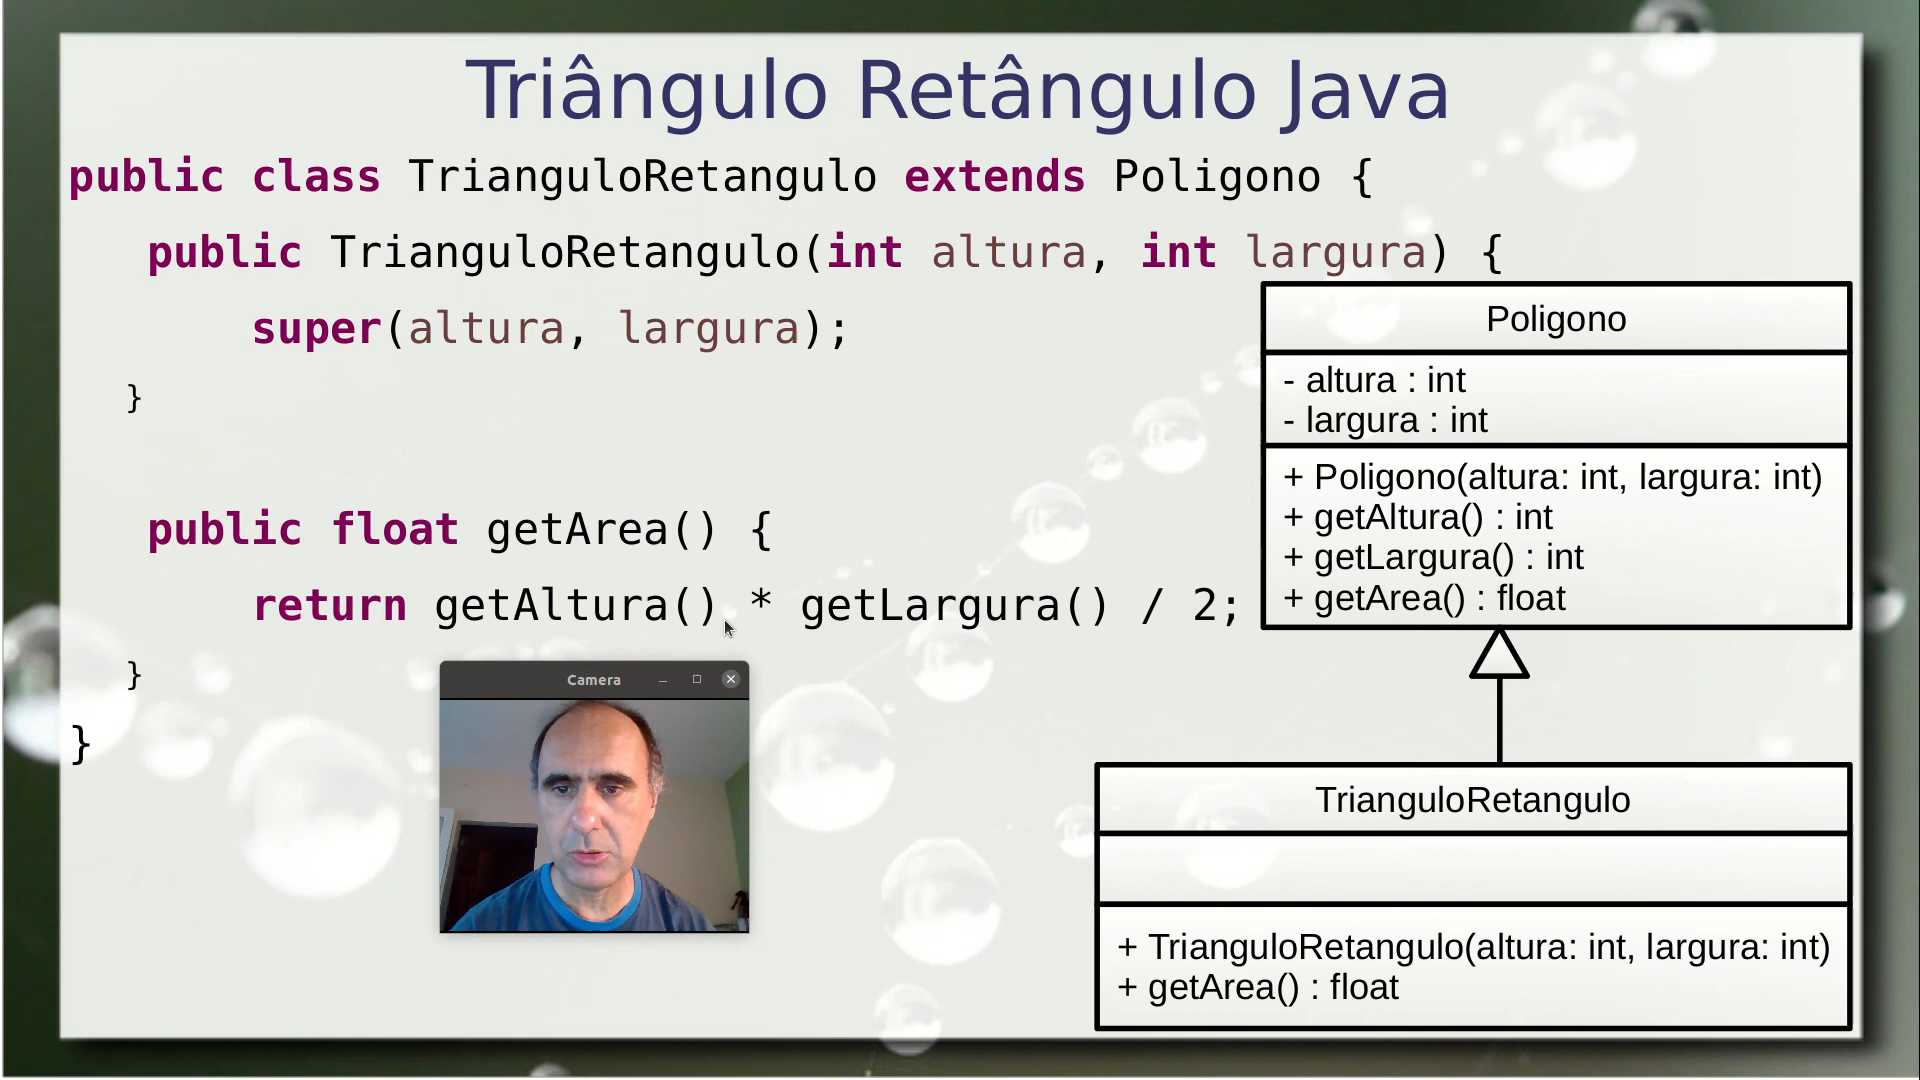 Triângulo Retângulo Java
public class TrianguloRetangulo extends Poligono {
public TrianguloRetangulo(int altura, int largura) {
super(altura, largura);
}
public float getArea() {
return getAltura() * getLargura() / 2;
}
}
Poligono
- altura : int
- largura : int
+ Poligono(altura: int, largura: int)
+ getAltura() : int
+ getLargura() : int
+ getArea() : float
Camera
TrianguloRetangulo
+ TrianguloRetangulo(altura: int, largura: int)
+ getArea() : float